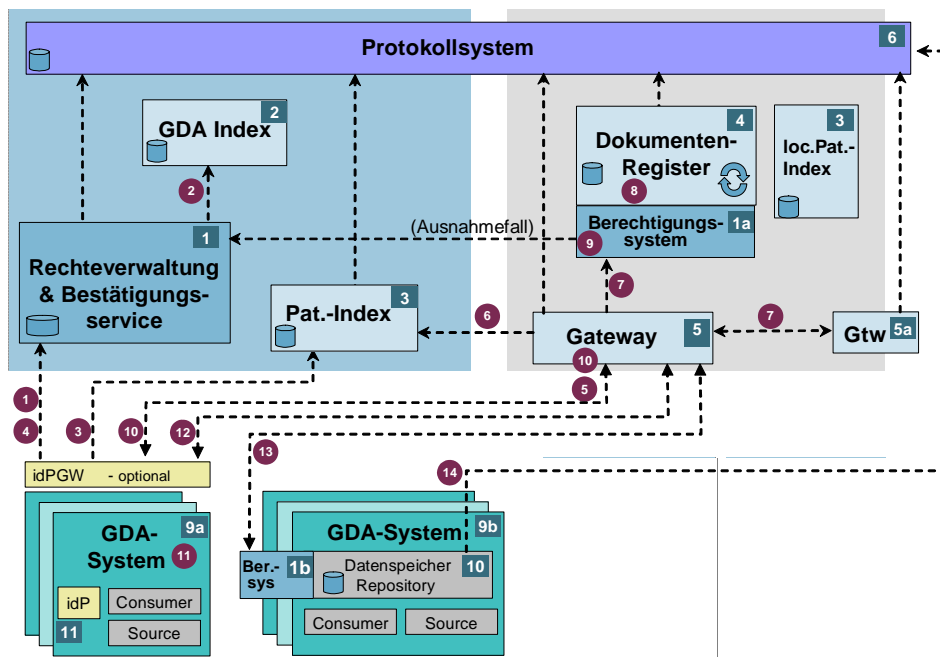 Protokollsystem
6
GDA Index
2
2
4
Dokumenten-
Register
8
3
loc.Pat.-
Index
1
Rechteverwaltung
& Bestätigungs-
service
(Ausnahmefall)
Berechtigungs-
system
1a
9
7
Pat.-Index
3
6
Gateway
5
10
5
7
Gtw
5a
1
4
3
10
12
13
14
idPGW - optional
9a
GDA-
System
11
idP
11
Consumer
Source
GDA-System
9b
Ber.-
sys
1b
Datenspeicher
Repository
10
Consumer
Source